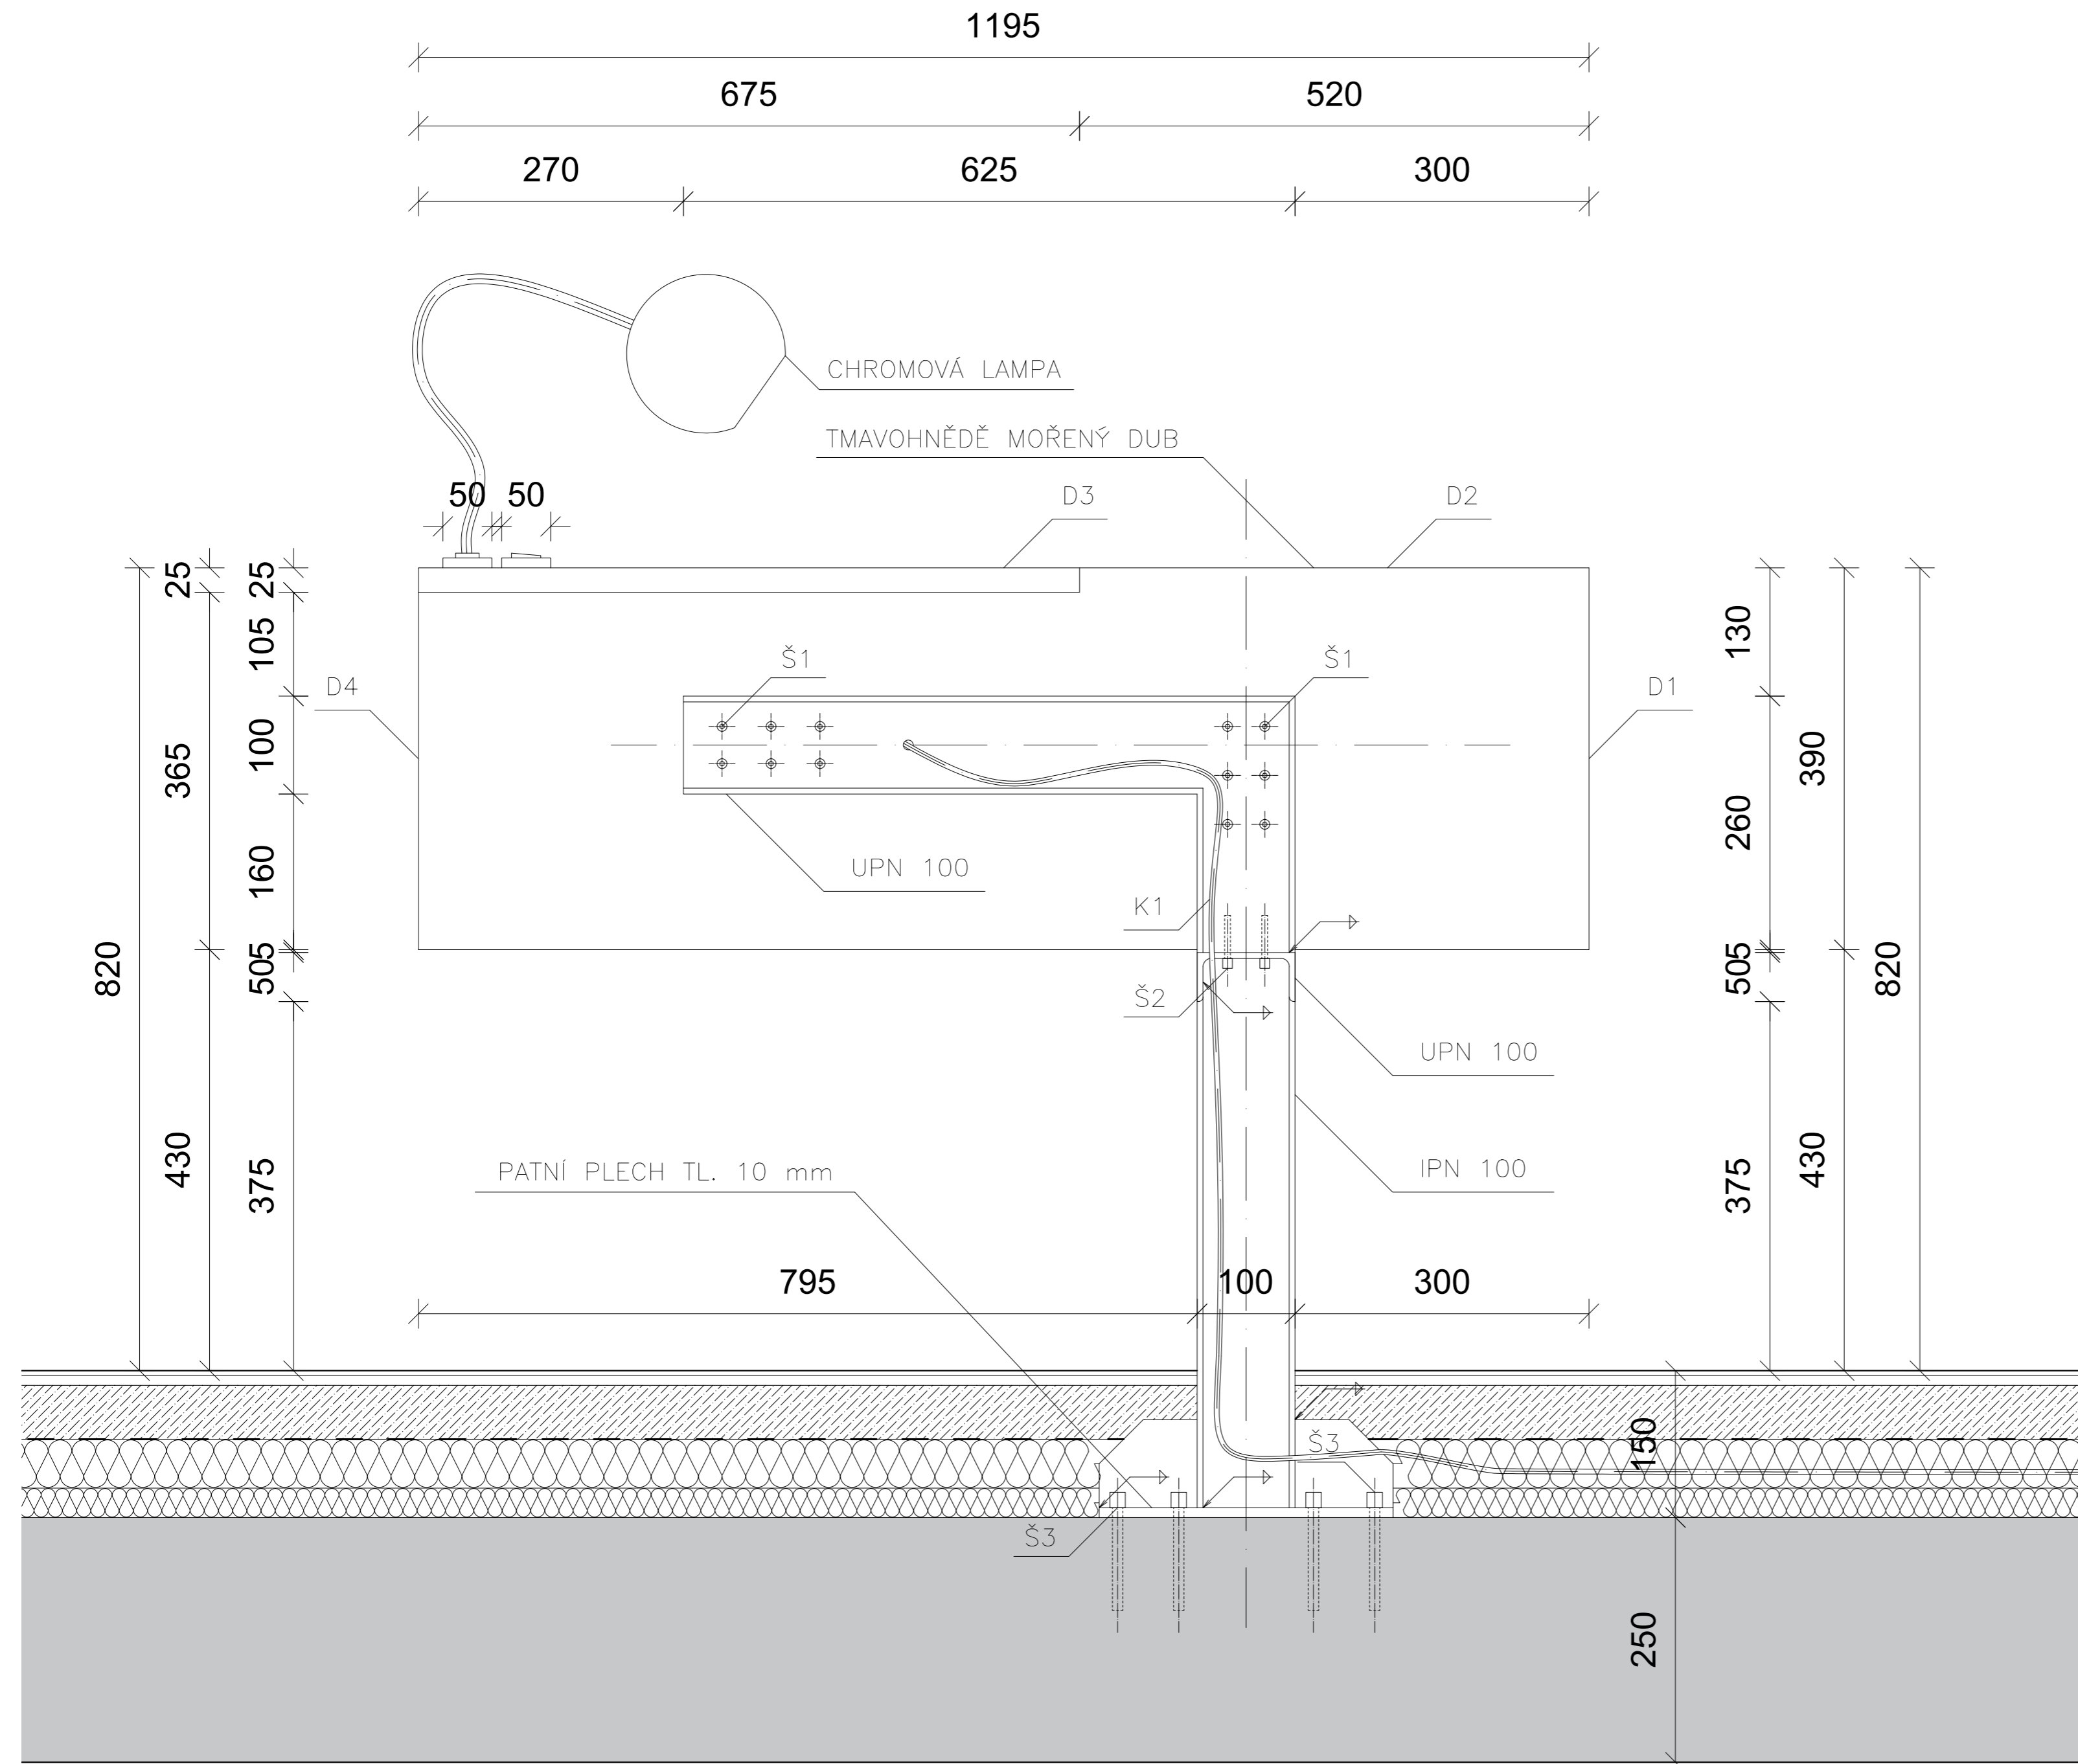 1195
675 520
270 625 300
CHROMOVÁ LAMPA
TMAVOHNĚDĚ MOŘENÝ DUB
50 50
D3 D2
25 25
105 130
Š1 Š1
D4 D1
100
365 390
260
UPN 100
160
K1
820 505 505 820
Š2
UPN 100
430 375 IPN 100 375 430
PATNÍ PLECH TL. 10 mm
795 100 300
150
Š3
Š3
250